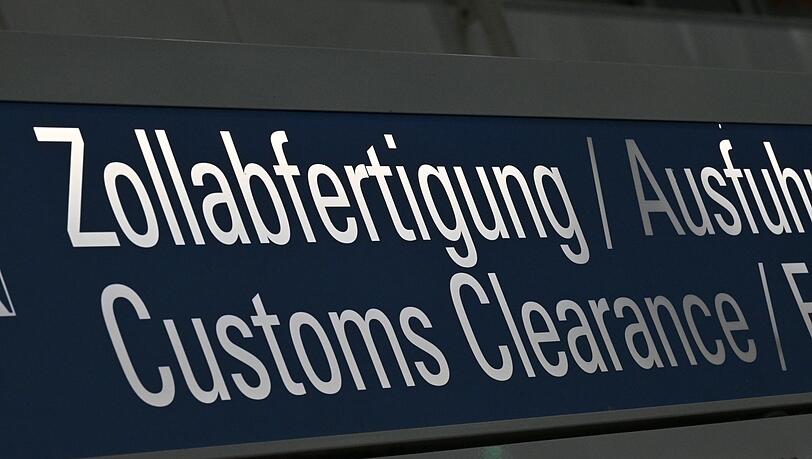 Zollabfertigung / Ausfuh
Customs Clearance /